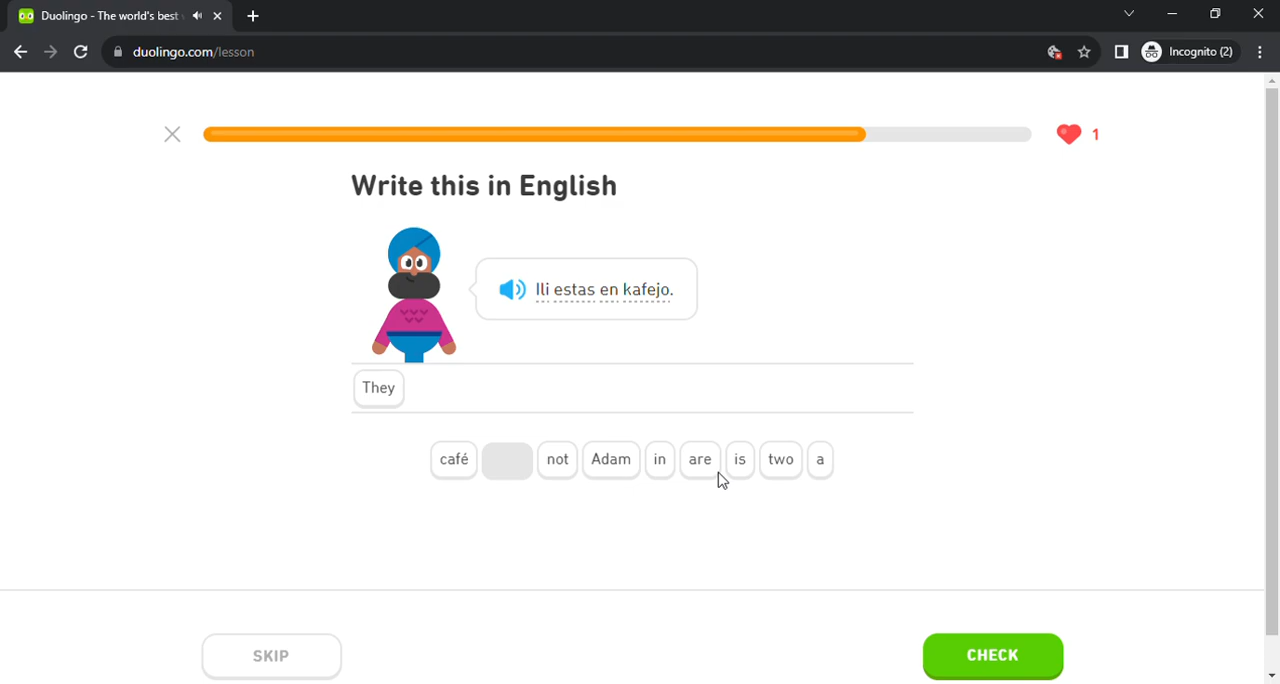 Duolingo - The world's best
duolingo.com/lesson
Incognito (2)
1
Write this in English
Ili estas en kafejo.
They
café not Adam in are is two a
SKIP
CHECK